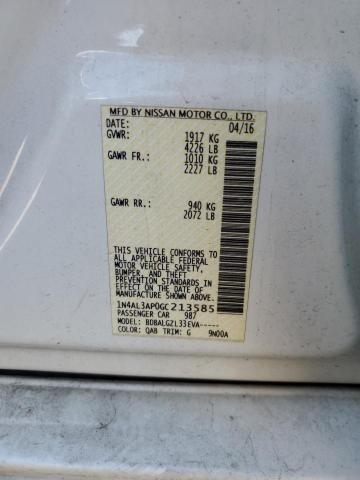 MFD BY NISSAN MOTOR CO., LTD.
DATE: 04/16
GVWR: 1917 KG
4226 LB
GAWR FR.: 1010 KG
2227 LB
GAWR RR.: 940 KG
2072 LB
THIS VEHICLE CONFORMS TO
ALL APPLICABLE FEDERAL
MOTOR VEHICLE SAFETY,
BUMPER, AND THEFT
PREVENTION STANDARDS IN
EFFECT ON THE DATE OF
MANUFACTURE SHOWN ABOVE.
1N4AL3AP0GC213585
PASSENGER CAR 987
MODEL: BDBALGZL33EVA-----
COLOR: QAB TRIM: G 9N00A